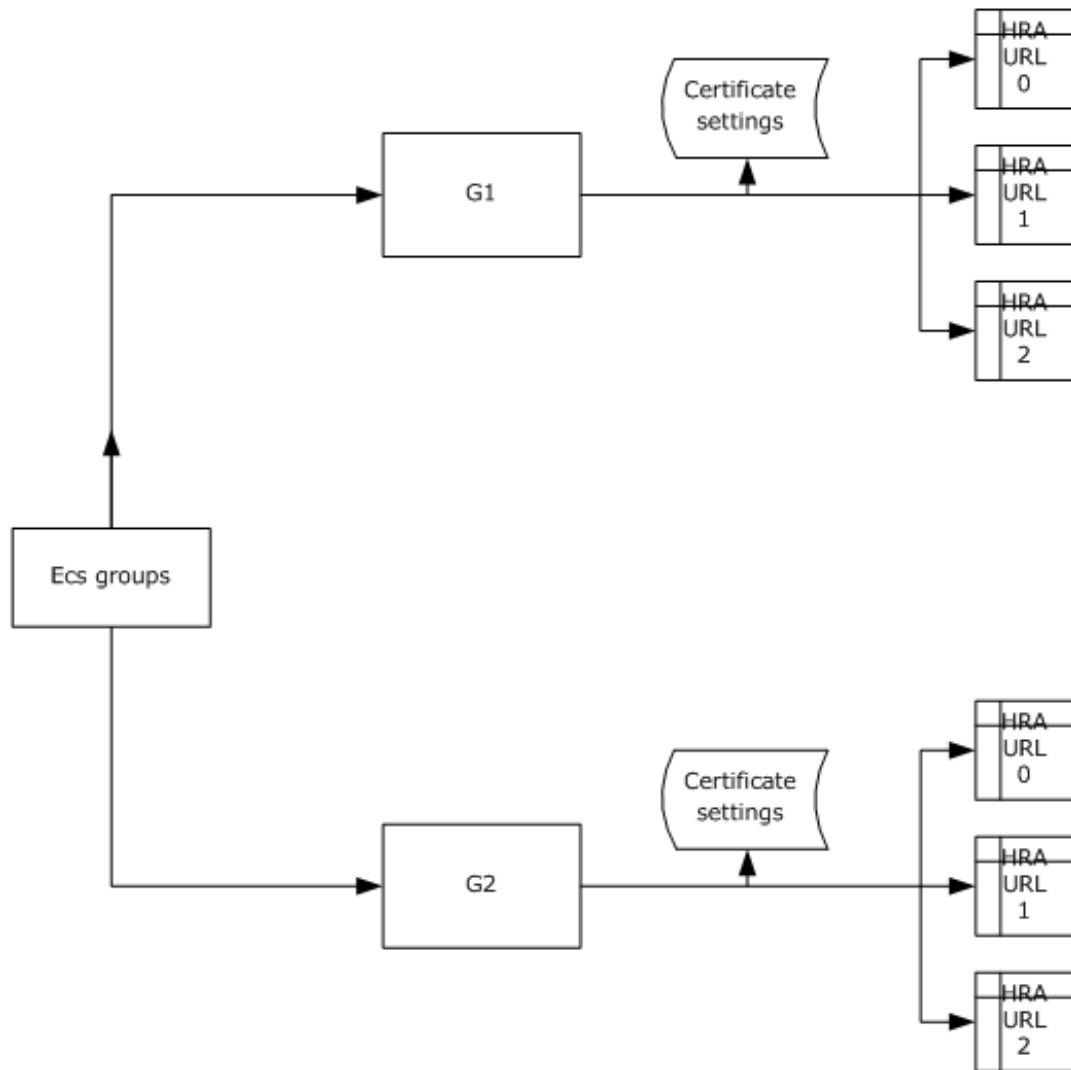 HRA
URL
0
Certificate
settings
HRA
URL
1
G1
HRA
URL
2
Ecs groups
HRA
URL
0
Certificate
settings
HRA
URL
1
G2
HRA
URL
2